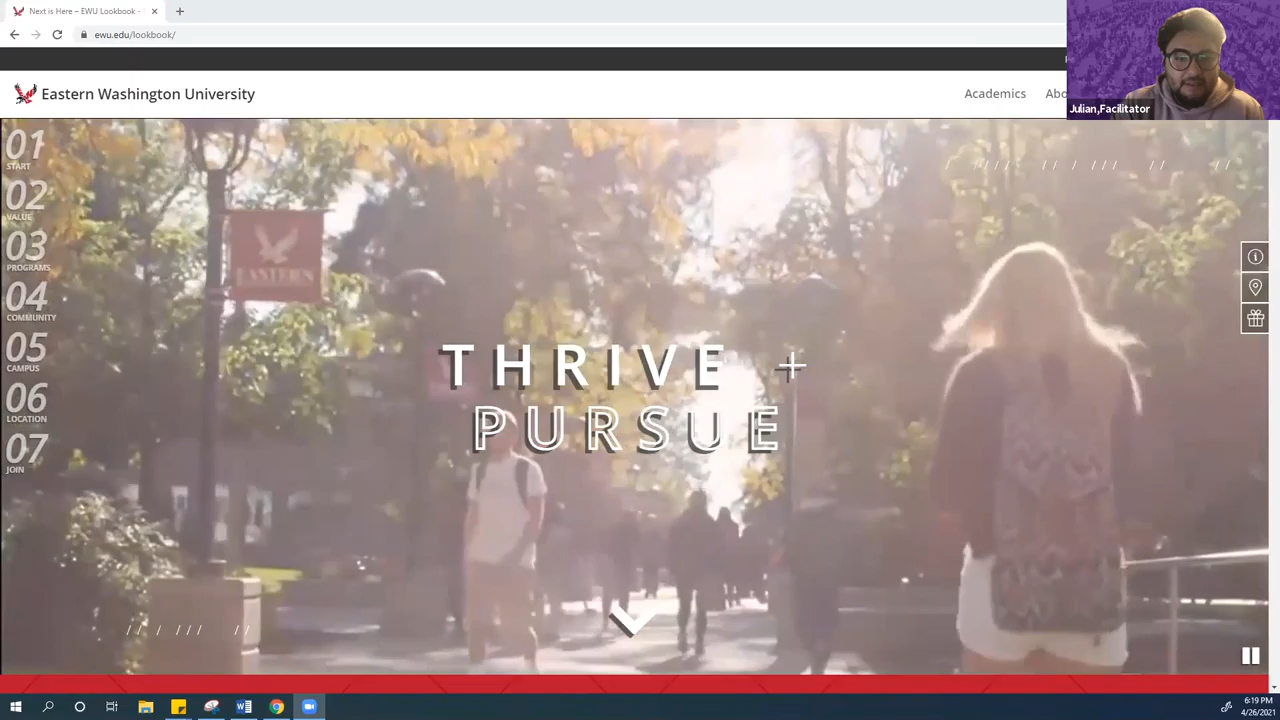 Next is Here – EWU Lookbook -
ewu.edu/lookbook/
Eastern Washington University
Academics
Abo
Julian,Facilitator
01
START
02
VALUE
03
PROGRAMS
04
COMMUNITY
05
CAMPUS
06
LOCATION
07
JOIN
EASTERN
THRIVE +
PURSUE
6:19 PM
4/26/2021